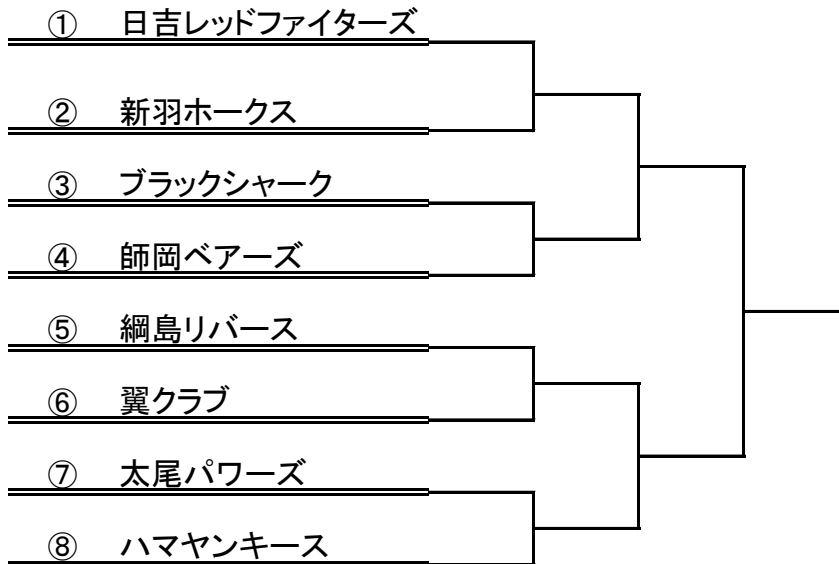 ① 日吉レッドファイターズ
② 新羽ホークス
③ ブラックシャーク
④ 師岡ベアーズ
⑤ 綱島リバース
⑥ 翼クラブ
⑦ 太尾パワーズ
⑧ ハマヤンキース